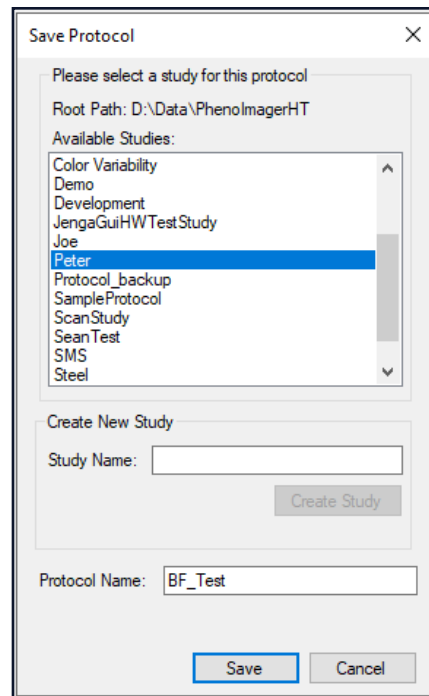 Save Protocol
Please select a study for this protocol
Root Path: D:\Data\PhenoImagerHT
Available Studies:
Color Variability
Demo
Development
JengaGuiHWTestStudy
Joe
Peter
Protocol_backup
SampleProtocol
ScanStudy
SeanTest
SMS
Steel
Create New Study
Study Name:
Create Study
Protocol Name: BF_Test
Save Cancel